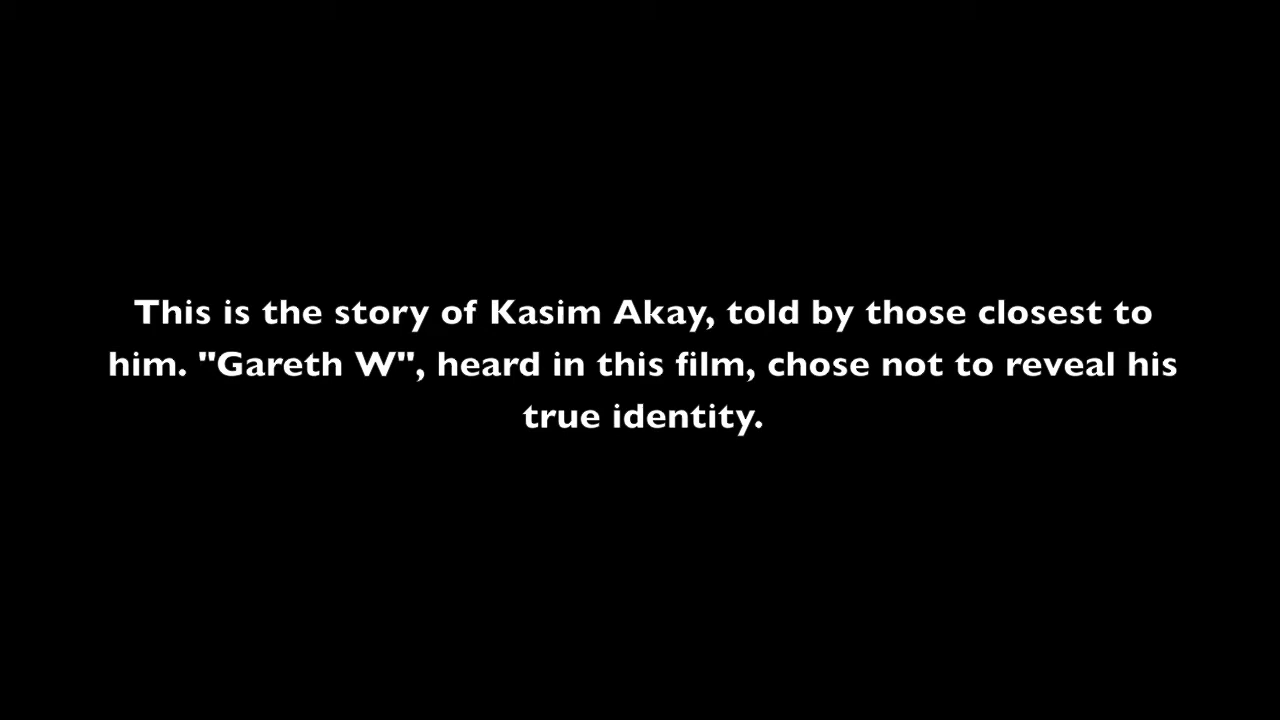 This is the story of Kasim Akay, told by those closest to
him. "Gareth W", heard in this film, chose not to reveal his
true identity.